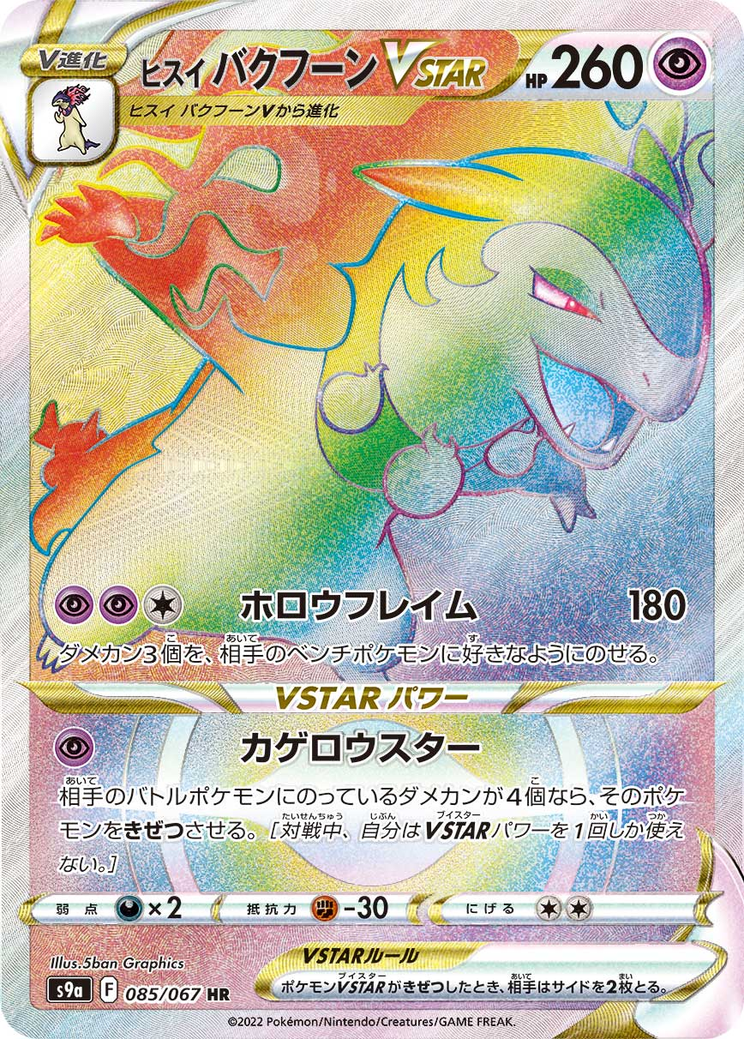 V進化
ヒスイ バクフーン VSTAR HP 260
ヒスイ バクフーンVから進化
ホロウフレイム 180
ダメカン3個を、相手のベンチポケモンに好きなようにのせる。
VSTARパワー
カゲロウスター
相手のバトルポケモンにのっているダメカンが4個なら、そのポケ
モンをきぜつさせる。[対戦中、自分はVSTARパワーを1回しか使え
ない。]
弱点 ×2 抵抗力 -30 にげる
Illus.5ban Graphics
VSTARルール
s9a F 085/067 HR
ポケモンVSTARがきぜつしたとき、相手はサイドを2枚とる。
©2022 Pokémon/Nintendo/Creatures/GAME FREAK.